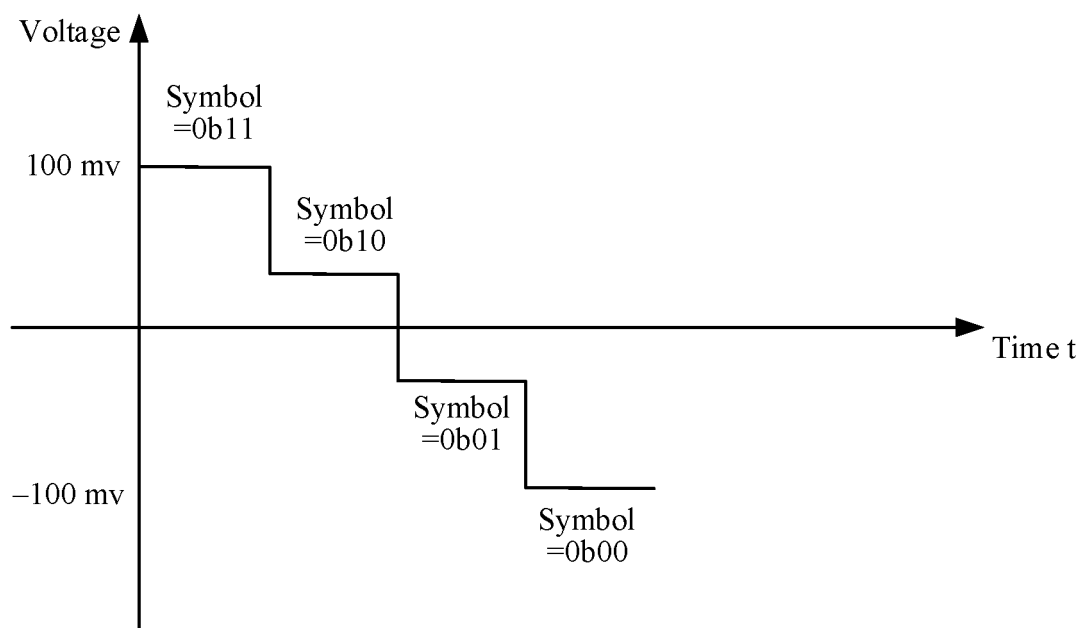 Voltage
Symbol
=0b11
100 mv
Symbol
=0b10
Time t
Symbol
=0b01
–100 mv
Symbol
=0b00